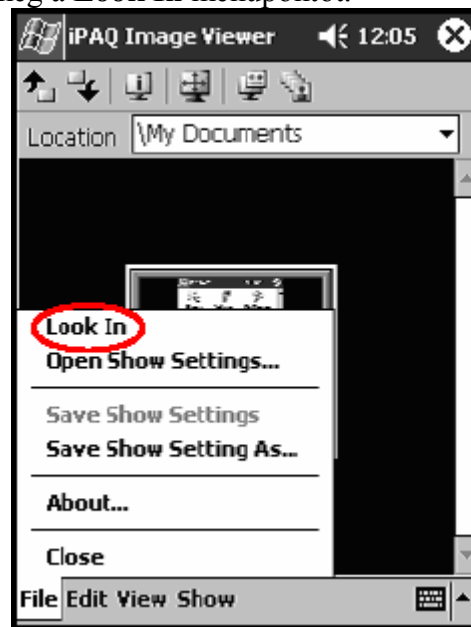 Look In menüpontot.
iPAQ Image Viewer 12:05
Location \My Documents
Look In
Open Show Settings...
Save Show Settings
Save Show Setting As...
About...
Close
File Edit View Show